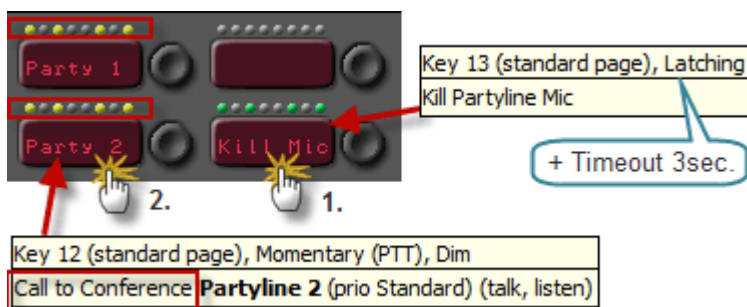 Party 1
Key 13 (standard page), Latching
Kill Partyline Mic
Party 2
Kill Mic
+ Timeout 3sec.
2.
1.
Key 12 (standard page), Momentary (PTT), Dim
Call to Conference Partyline 2 (prio Standard) (talk, listen)